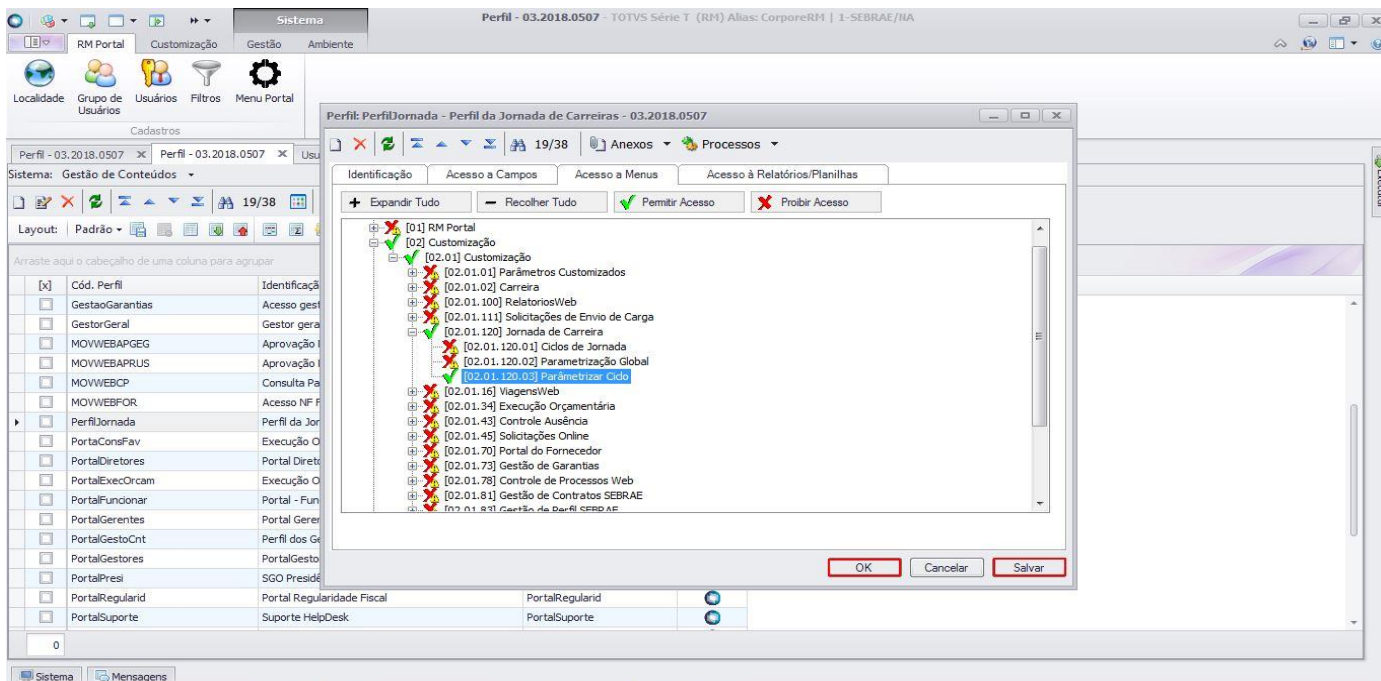 Sistema
Perfil - 03.2018.0507 - TOTVS Série T (RM) Alias: CorporeRM | 1-SEBRAE/NA
RM Portal Customização Gestão Ambiente
Localidade Grupo de Usuários Usuários Filtros Menu Portal
Cadastros
Perfil - 03.2018.0507 x Perfil - 03.2018.0507 x Usu
Sistema: Gestão de Conteúdos
19/38
Layout: Padrão
Arraste aqui o cabeçalho de uma coluna para agrupar
[x] Cód. Perfil Identificaçã
GestaoGarantias Acesso gest
GestorGeral Gestor gera
MOVWEBAPGEG Aprovação
MOVWEBAPRUS Aprovação
MOVWEBCP Consulta Pa
MOVWEBFOR Acesso NF F
PerfilJornada Perfil da Jor
PortaConsFav Execução O
PortalDiretores Portal Direto
PortalExecOrcam Execução O
PortalFuncionar Portal - Fun
PortalGerentes Portal Geren
PortalGestoCnt Perfil dos Ge
PortalGestores PortalGesto
PortalPresi SGO Presidê
PortalRegularid Portal Regularidade Fiscal PortalRegularid
PortalSuporte Suporte HelpDesk PortalSuporte
0
Sistema Mensagens
Executar
Perfil: PerfilJornada - Perfil da Jornada de Carreiras - 03.2018.0507
19/38 Anexos Processos
Identificação Acesso a Campos Acesso a Menus Acesso à Relatórios/Planilhas
Expandir Tudo Recolher Tudo Permitir Acesso Proibir Acesso
[01] RM Portal
[02] Customização
[02.01] Customização
[02.01.01] Parâmetros Customizados
[02.01.02] Carreira
[02.01.100] RelatoriosWeb
[02.01.111] Solicitações de Envio de Carga
[02.01.120] Jornada de Carreira
[02.01.120.01] Ciclos de Jornada
[02.01.120.02] Parametrização Global
[02.01.120.03] Parâmetrizar Ciclo
[02.01.16] ViagensWeb
[02.01.34] Execução Orçamentária
[02.01.43] Controle Ausência
[02.01.45] Solicitações Online
[02.01.70] Portal do Fornecedor
[02.01.73] Gestão de Garantias
[02.01.78] Controle de Processos Web
[02.01.81] Gestão de Contratos SEBRAE
[02.01.83] Gestão de Perfil SEBRAE
OK Cancelar Salvar